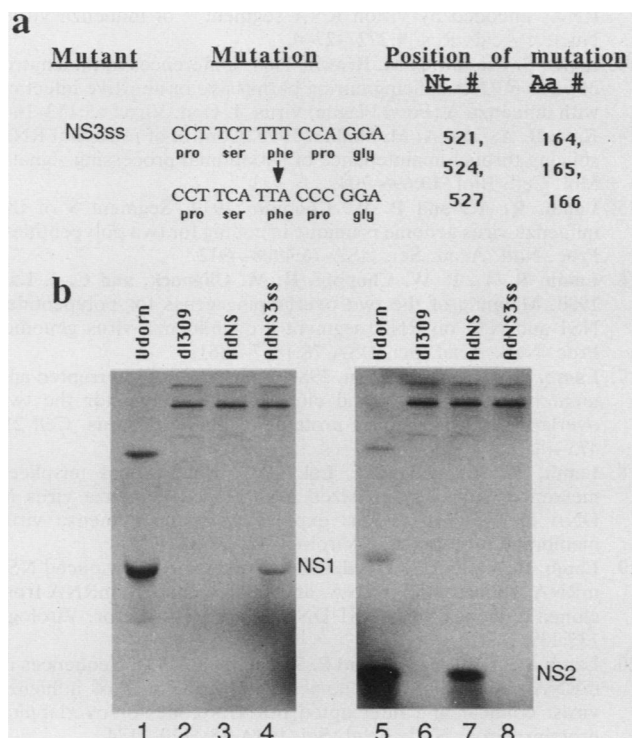 a
Mutant Mutation Position of mutation
Nt # Aa #
NS3ss CCT TCT TTT CCA GGA 521, 164,
pro ser phe pro gly
524, 165,
CCT TCA TTA CCC GGA 527 166
pro ser phe pro gly
b
Udorn dl309 AdNS AdNS3ss Udorn dl309 AdNS AdNS3ss
NS1
NS2
1 2 3 4 5 6 7 8